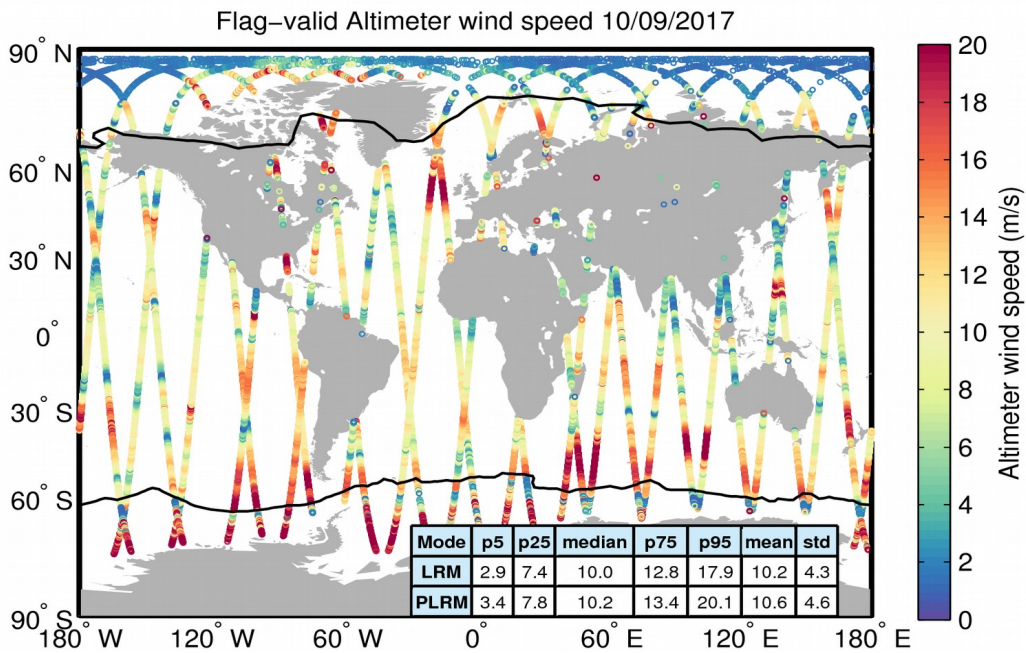 Flag−valid Altimeter wind speed 10/09/2017
90° N
60° N
30° N
0°
30° S
60° S
90° S
180° W
120° W
60° W
0°
60° E
120° E
180° E
20
18
16
14
12
10
8
6
4
2
0
Altimeter wind speed (m/s)
Mode p5 p25 median p75 p95 mean std
LRM 2.9 7.4 10.0 12.8 17.9 10.2 4.3
PLRM 3.4 7.8 10.2 13.4 20.1 10.6 4.6